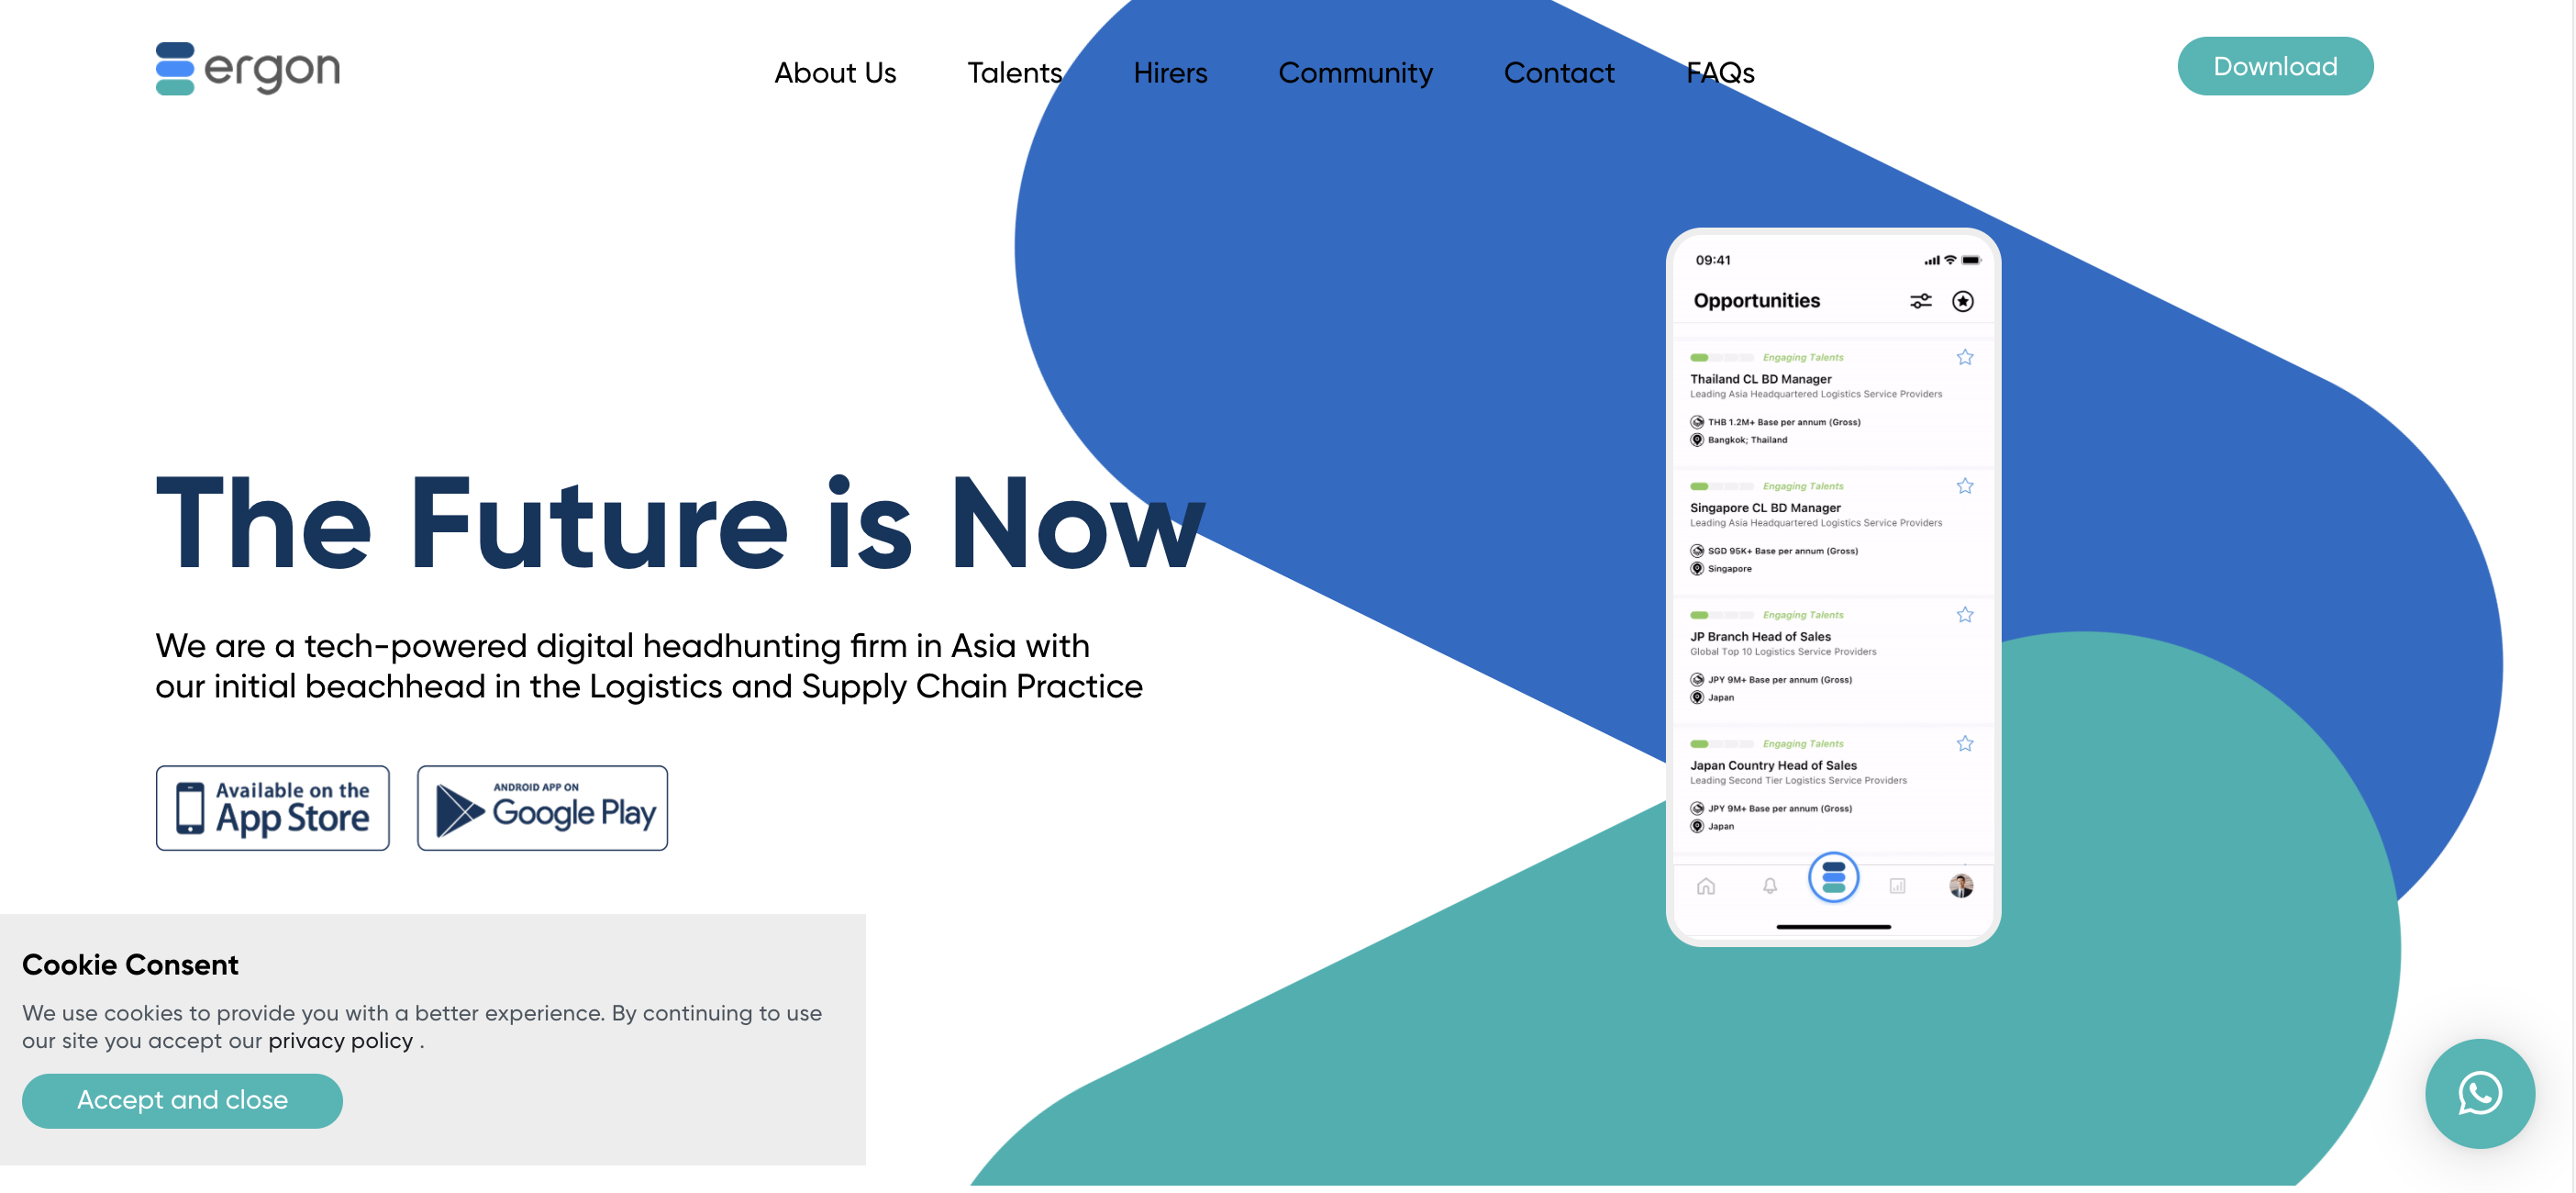 ergon
About Us
Talents
Hirers
Community
Contact
FAQs
Download
The Future is Now
We are a tech-powered digital headhunting firm in Asia with
our initial beachhead in the Logistics and Supply Chain Practice
Available on the
App Store
ANDROID APP ON
Google Play
09:41
Opportunities
Engaging Talents
Thailand CL BD Manager
Leading Asia Headquartered Logistics Service Providers
THB 1.2M+ Base per annum (Gross)
Bangkok; Thailand
Engaging Talents
Singapore CL BD Manager
Leading Asia Headquartered Logistics Service Providers
SGD 95K+ Base per annum (Gross)
Singapore
Engaging Talents
JP Branch Head of Sales
Global Top 10 Logistics Service Providers
JPY 9M+ Base per annum (Gross)
Japan
Engaging Talents
Japan Country Head of Sales
Leading Second Tier Logistics Service Providers
JPY 9M+ Base per annum (Gross)
Japan
Cookie Consent
We use cookies to provide you with a better experience. By continuing to use
our site you accept our privacy policy .
Accept and close